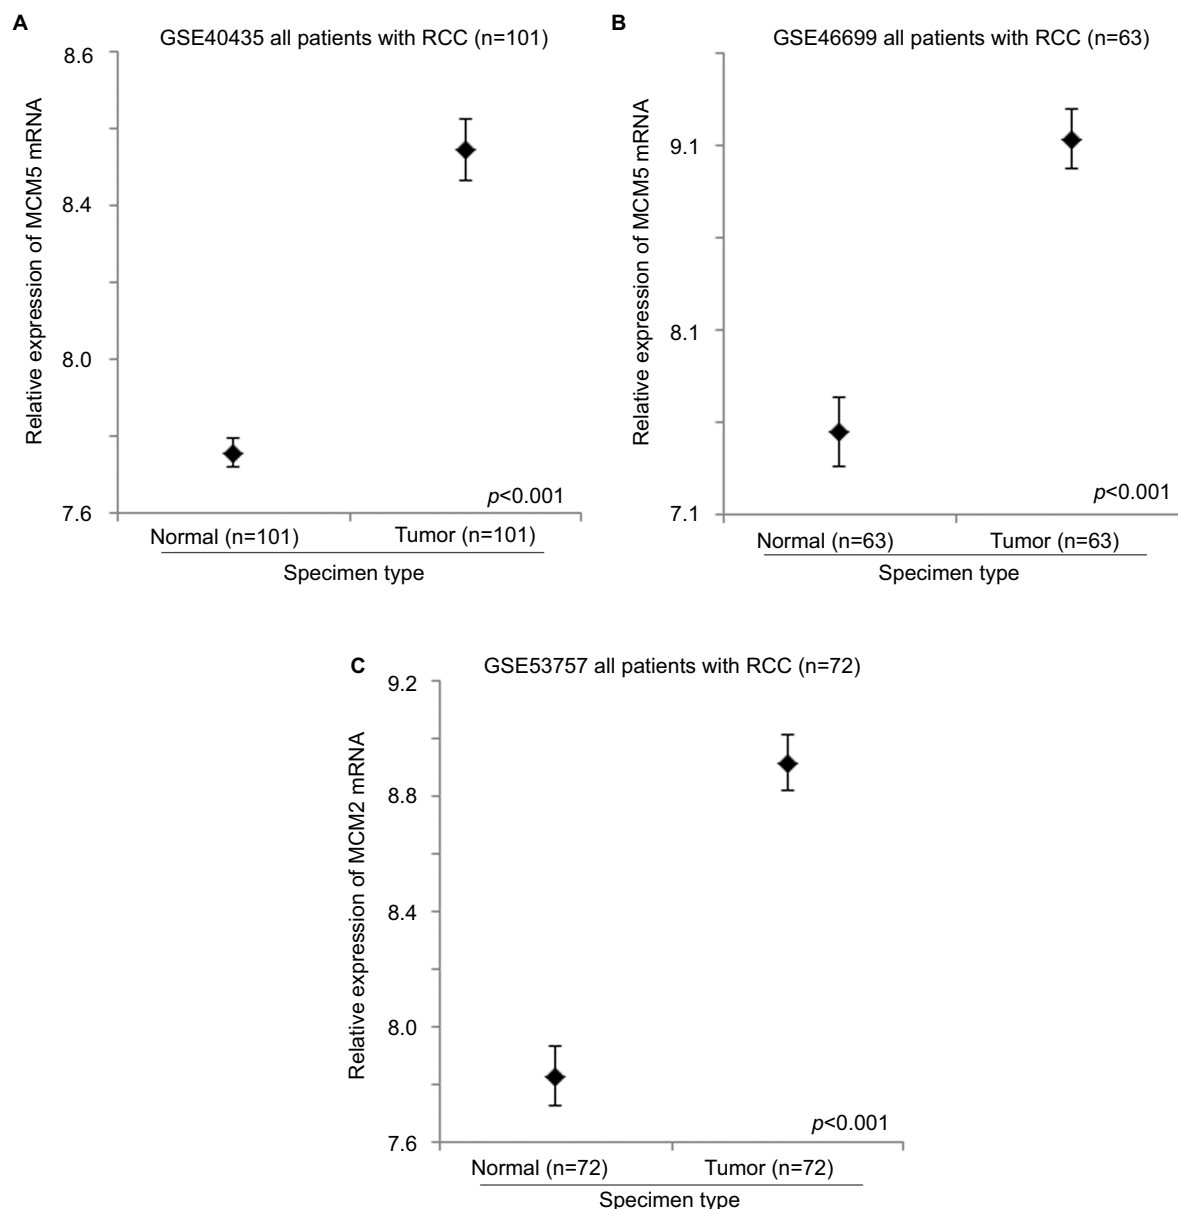 A
GSE40435 all patients with RCC (n=101)
Relative expression of MCM5 mRNA
8.6
8.4
8.0
7.6
p<0.001
Normal (n=101)
Tumor (n=101)
Specimen type
B
GSE46699 all patients with RCC (n=63)
Relative expression of MCM5 mRNA
9.1
8.1
7.1
p<0.001
Normal (n=63)
Tumor (n=63)
Specimen type
C
GSE53757 all patients with RCC (n=72)
Relative expression of MCM2 mRNA
9.2
8.8
8.4
8.0
7.6
p<0.001
Normal (n=72)
Tumor (n=72)
Specimen type